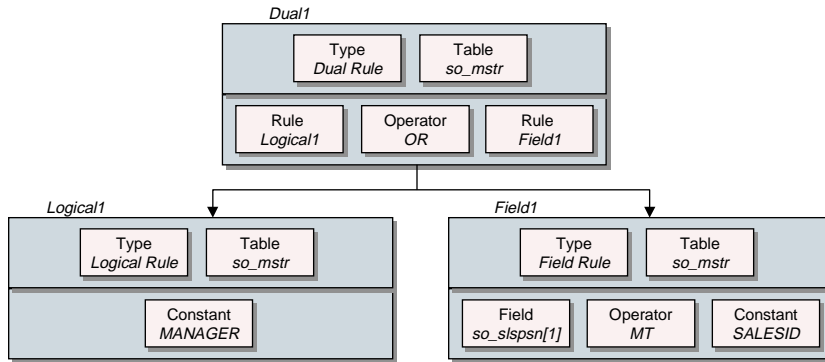 Dual1
Type
Dual Rule
Table
so_mstr
Rule
Logical1
Operator
OR
Rule
Field1
Logical1
Type
Logical Rule
Table
so_mstr
Constant
MANAGER
Field1
Type
Field Rule
Table
so_mstr
Field
so_slspsn[1]
Operator
MT
Constant
SALESID